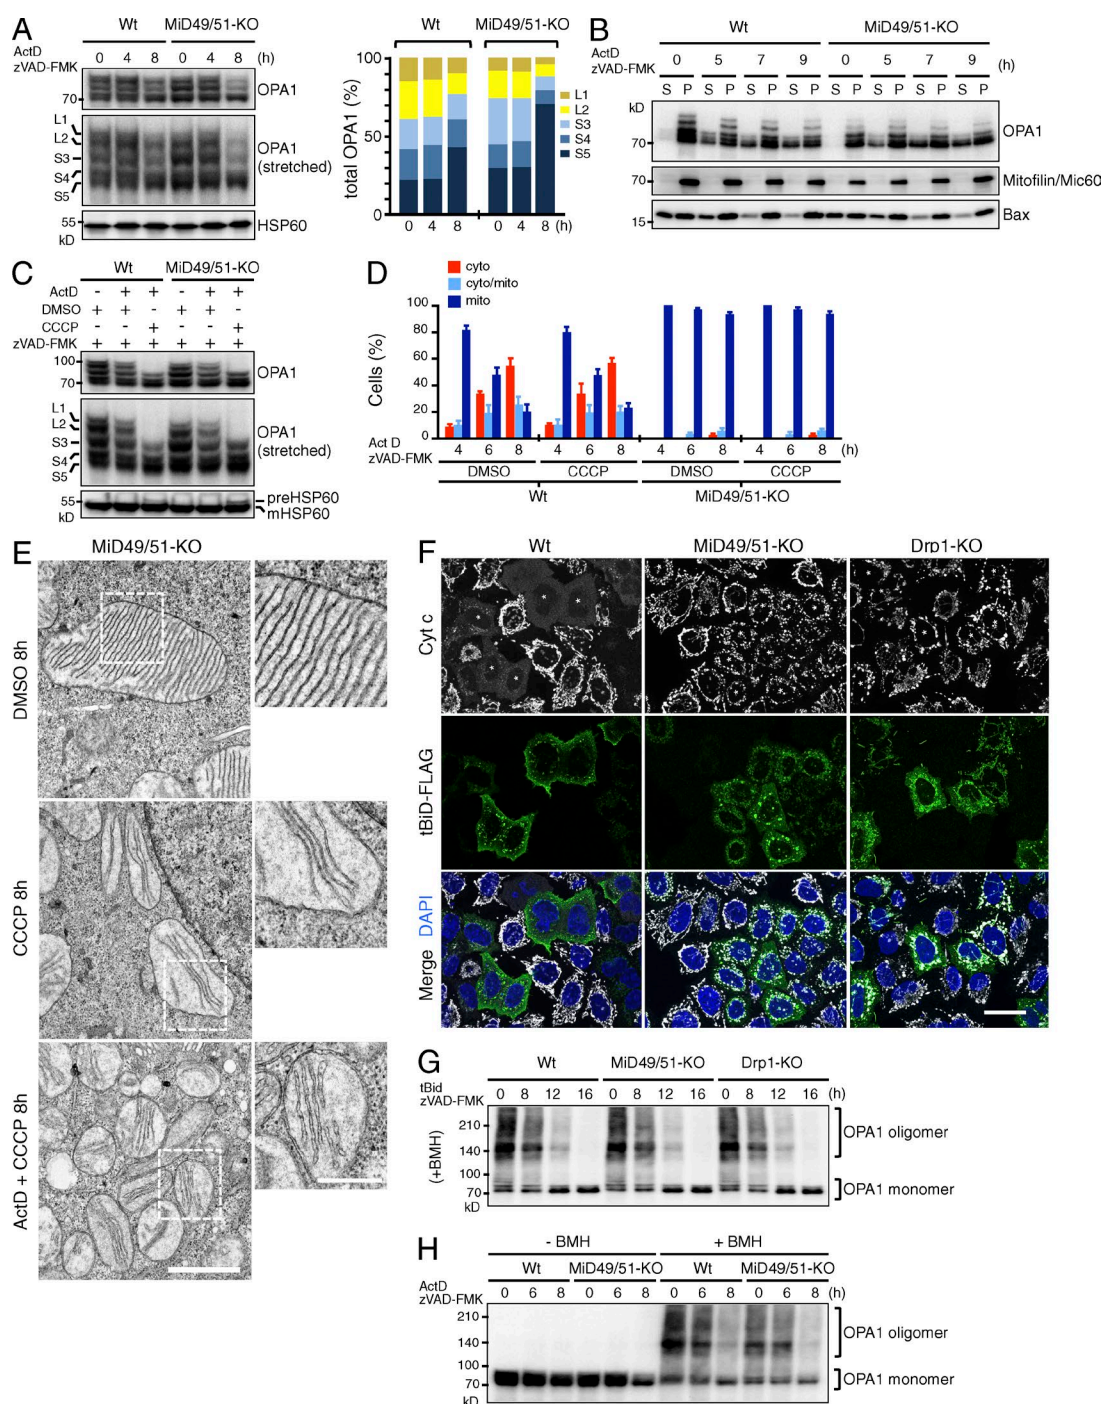 A
Wt MiD49/51-KO
ActD
zVAD-FMK
0 4 8 0 4 8 (h)
70
OPA1
L1
L2
S3
S4
S5
OPA1
(stretched)
55
kD
HSP60
Wt MiD49/51-KO
total OPA1 (%)
100
50
0
L1
L2
S3
S4
S5
0 4 8 0 4 8 (h)
B
Wt MiD49/51-KO
ActD
zVAD-FMK
0 5 7 9 0 5 7 9 (h)
S P S P S P S P S P S P S P S P
kD
70
OPA1
70
Mitofilin/Mic60
15
Bax
C
Wt MiD49/51-KO
ActD - + + - + +
DMSO + + - + + -
CCCP - - + - - +
zVAD-FMK + + + + + +
100
70
OPA1
L1
L2
S3
S4
S5
OPA1
(stretched)
55
kD
preHSP60
mHSP60
D
cyto
cyto/mito
mito
Cells (%)
100
80
60
40
20
0
Act D
zVAD-FMK
4 6 8 4 6 8 4 6 8 4 6 8 (h)
DMSO CCCP DMSO CCCP
Wt MiD49/51-KO
E
MiD49/51-KO
DMSO 8h
CCCP 8h
ActD + CCCP 8h
F
Wt MiD49/51-KO Drp1-KO
Cyt c
tBiD-FLAG
Merge DAPI
G
Wt MiD49/51-KO Drp1-KO
tBid
zVAD-FMK
0 8 12 16 0 8 12 16 0 8 12 16 (h)
(+BMH)
210
140
100
70
kD
OPA1 oligomer
OPA1 monomer
H
- BMH + BMH
Wt MiD49/51-KO Wt MiD49/51-KO
ActD
zVAD-FMK
0 6 8 0 6 8 0 6 8 0 6 8 (h)
210
140
100
70
kD
OPA1 oligomer
OPA1 monomer